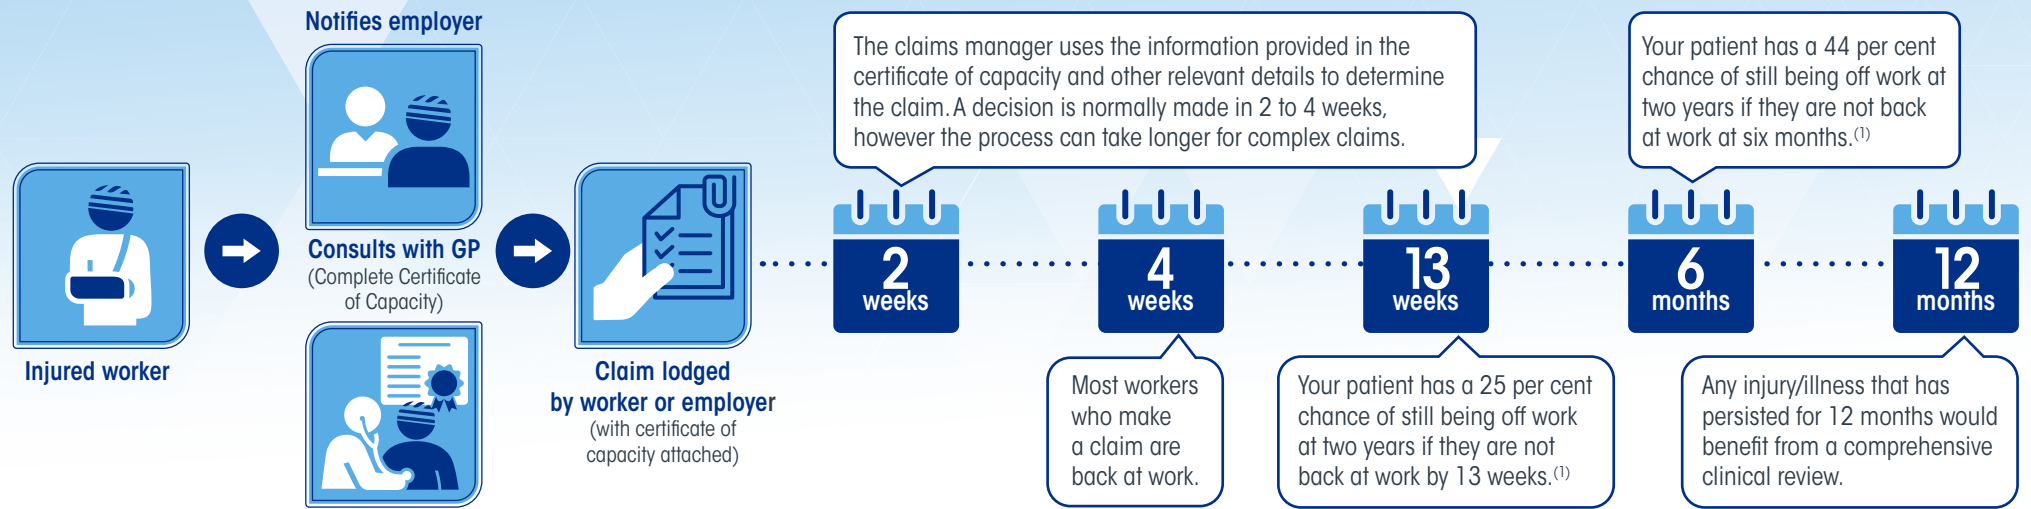 Notifies employer
Injured worker
Consults with GP
(Complete Certificate
of Capacity)
Claim lodged
by worker or employer
(with certificate of
capacity attached)
The claims manager uses the information provided in the
certificate of capacity and other relevant details to determine
the claim. A decision is normally made in 2 to 4 weeks,
however the process can take longer for complex claims.
2
weeks
4
weeks
Most workers
who make
a claim are
back at work.
13
weeks
Your patient has a 25 per cent
chance of still being off work
at two years if they are not
back at work by 13 weeks.(1)
Your patient has a 44 per cent
chance of still being off work at
two years if they are not back
at work at six months.(1)
6
months
12
months
Any injury/illness that has
persisted for 12 months would
benefit from a comprehensive
clinical review.